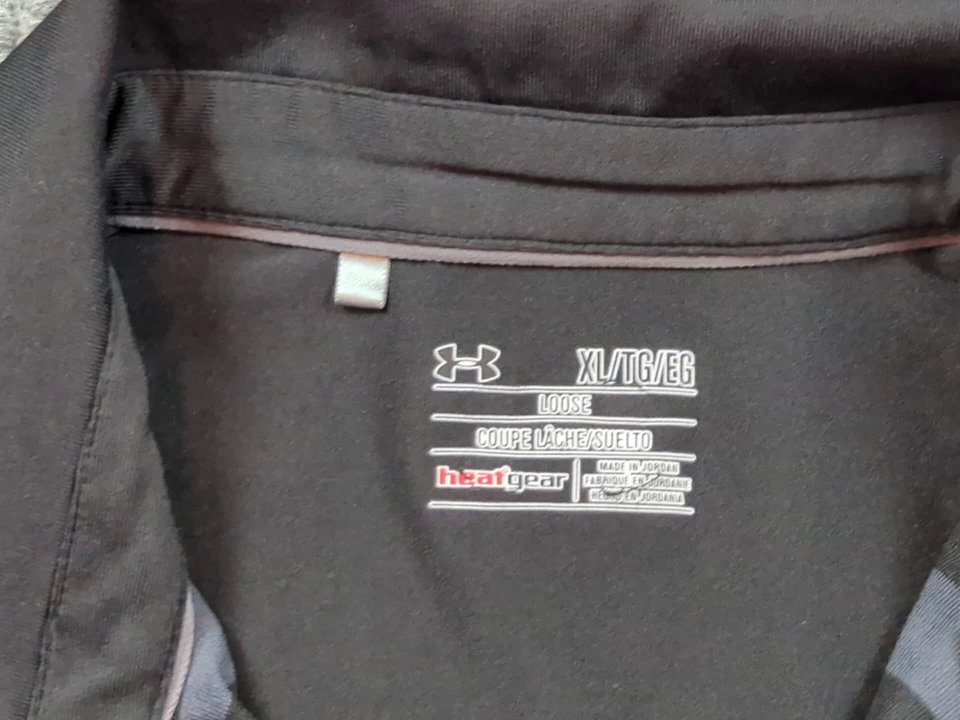 XL/TG/EG
LOOSE
COUPE LÂCHE/SUELTO
heatgear
MADE IN JORDAN
FABRIQUÉ EN JORDANIE
HECHO EN JORDANIA